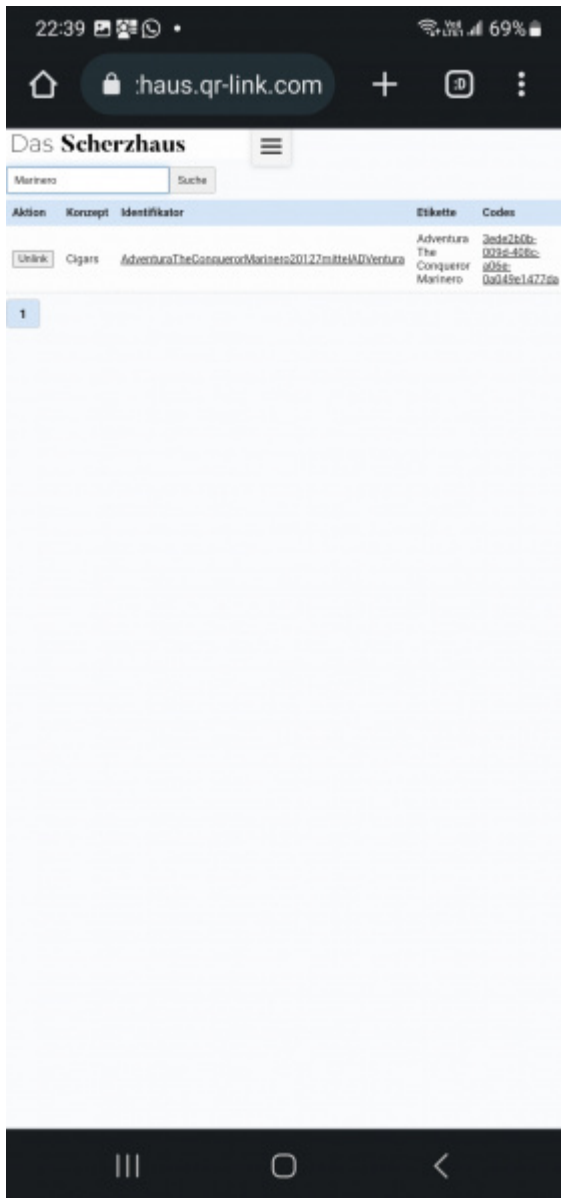 22:39 69%
:haus.qr-link.com :D
Das Scherzhaus
Marinero Suche
Aktion Konzept Identifikator Etikette Codes
Unlink Cigars AdventuraTheConquerorMarinero20127mittelADVentura
Adventura
The
Conqueror
Marinero
3ede2b0b-
009d-408c-
0a049e1477da
1